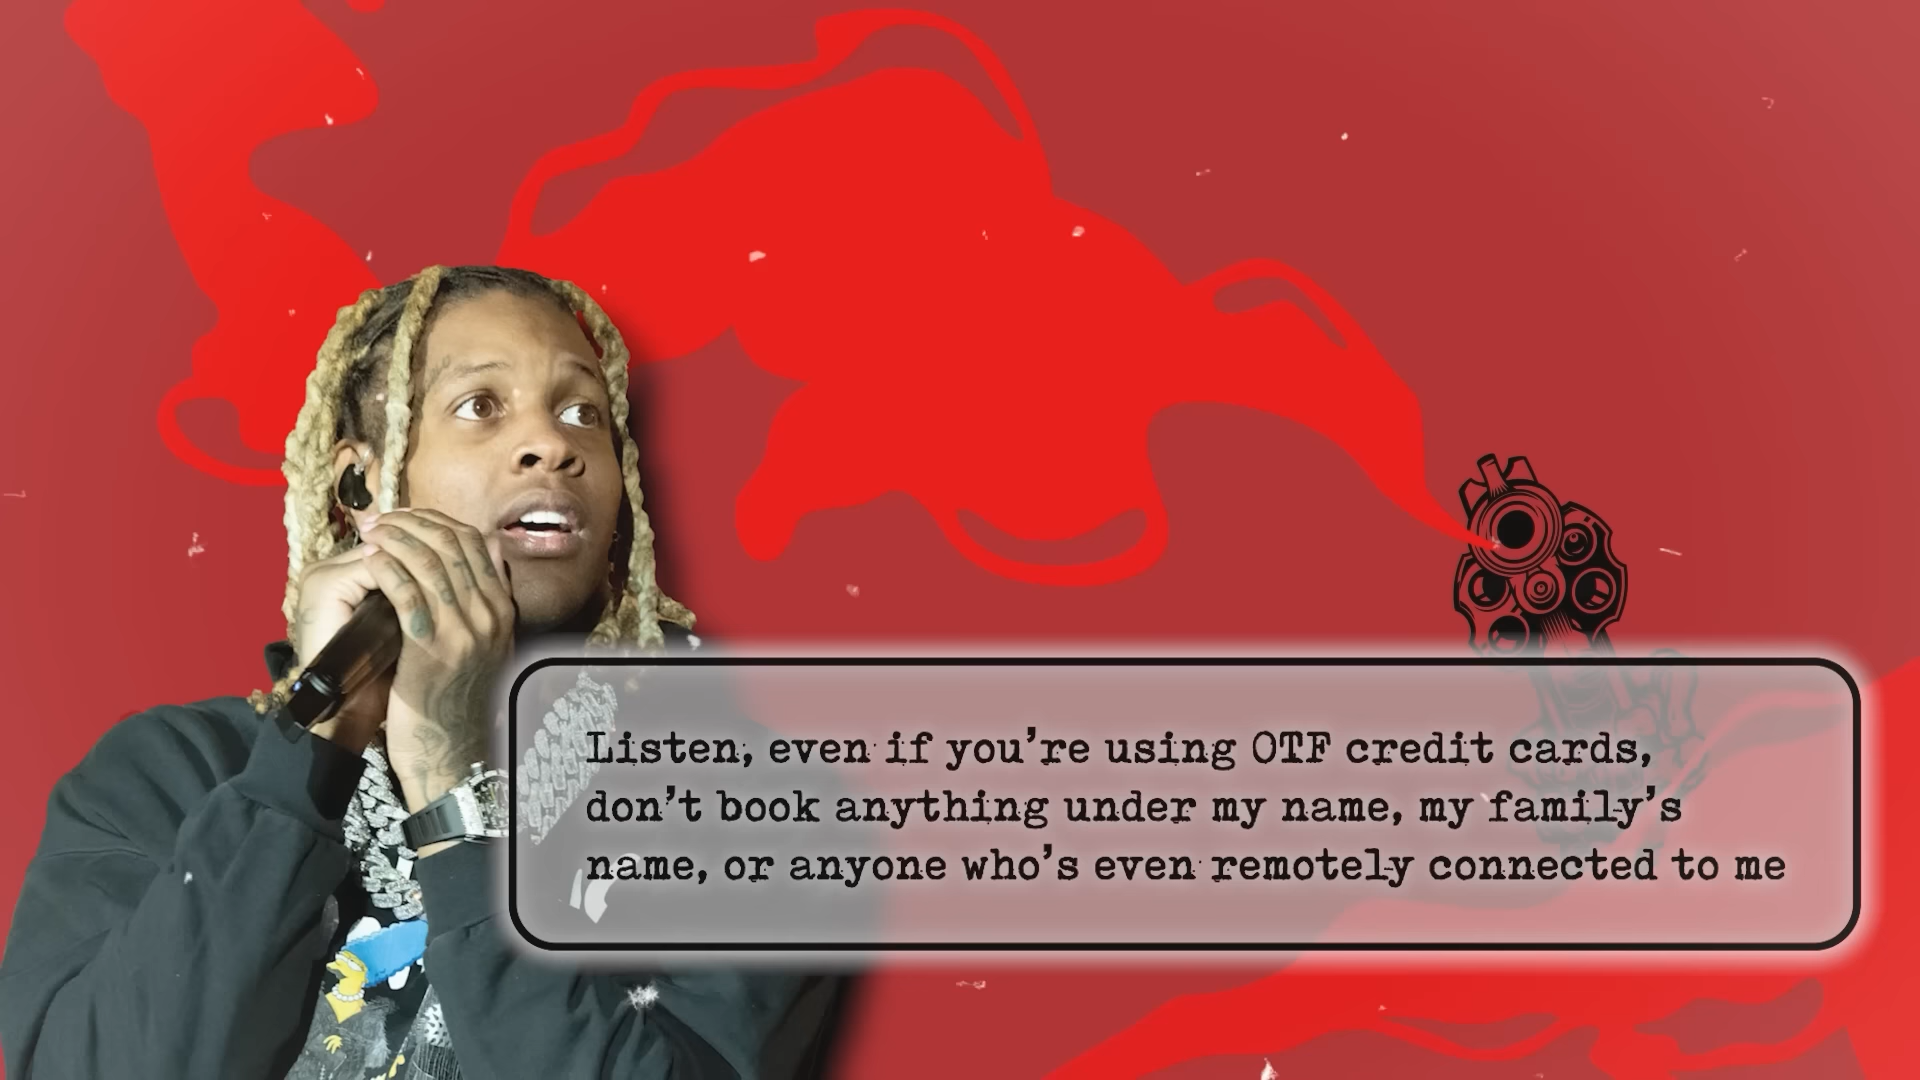 Listen, even if you’re using OTF credit cards,
don’t book anything under my name, my family’s
name, or anyone who’s even remotely connected to me